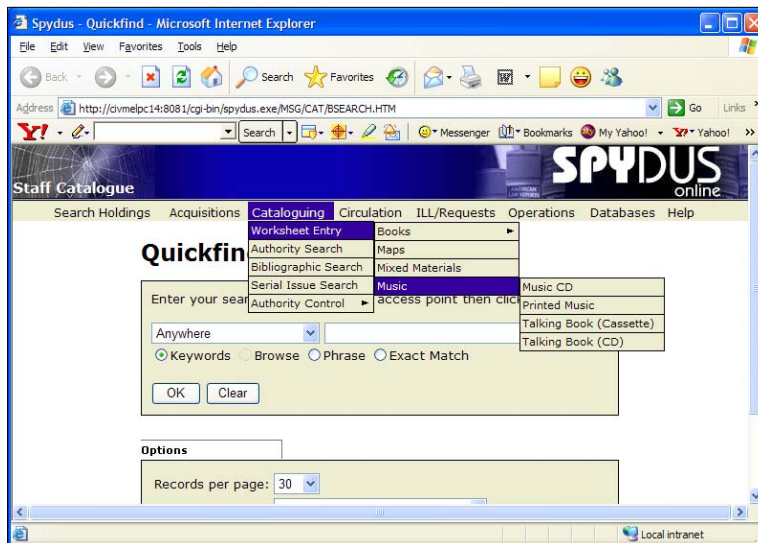 Spydus - Quickfind - Microsoft Internet Explorer
File Edit View Favorites Tools Help
Back Search Favorites
Address http://civmelpc14:8081/cgi-bin/spydus.exe/MSG/CAT/BSEARCH.HTM Go Links »
Y! Search Messenger Bookmarks My Yahoo! Y! Yahoo! »
SPYDUS
online
Staff Catalogue
Search Holdings Acquisitions Cataloguing Circulation ILL/Requests Operations Databases Help
Worksheet Entry Books
Authority Search Maps
Bibliographic Search Mixed Materials
Serial Issue Search Music Music CD
Authority Control Printed Music
Talking Book (Cassette)
Talking Book (CD)
Quickfin
Enter your sear access point then clic
Anywhere
Keywords Browse Phrase Exact Match
OK Clear
Options
Records per page: 30
Local intranet